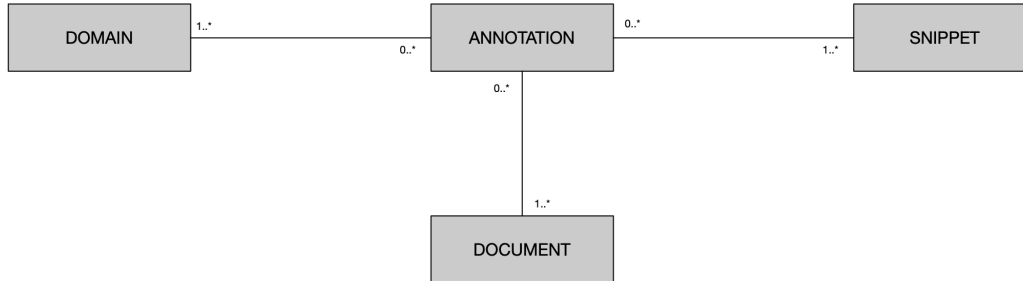 1..*
0..*
DOMAIN
ANNOTATION
SNIPPET
0..*
1..*
0..*
1..*
DOCUMENT